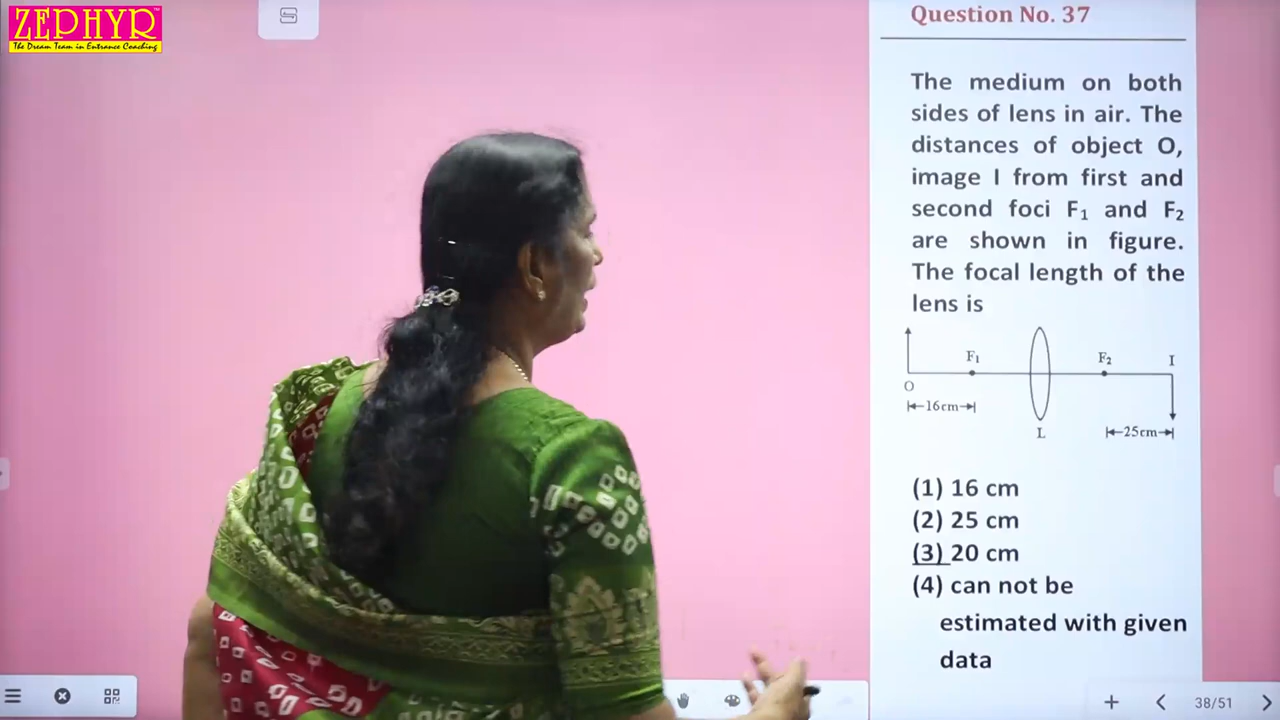 ZEPHYR™
The Dream Team in Entrance Coaching
Question No. 37
The medium on both
sides of lens in air. The
distances of object O,
image I from first and
second foci F₁ and F₂
are shown in figure.
The focal length of the
lens is
F₁
F₂
I
O
16cm
L
25cm
(1) 16 cm
(2) 25 cm
(3) 20 cm
(4) can not be
estimated with given
data
38/51